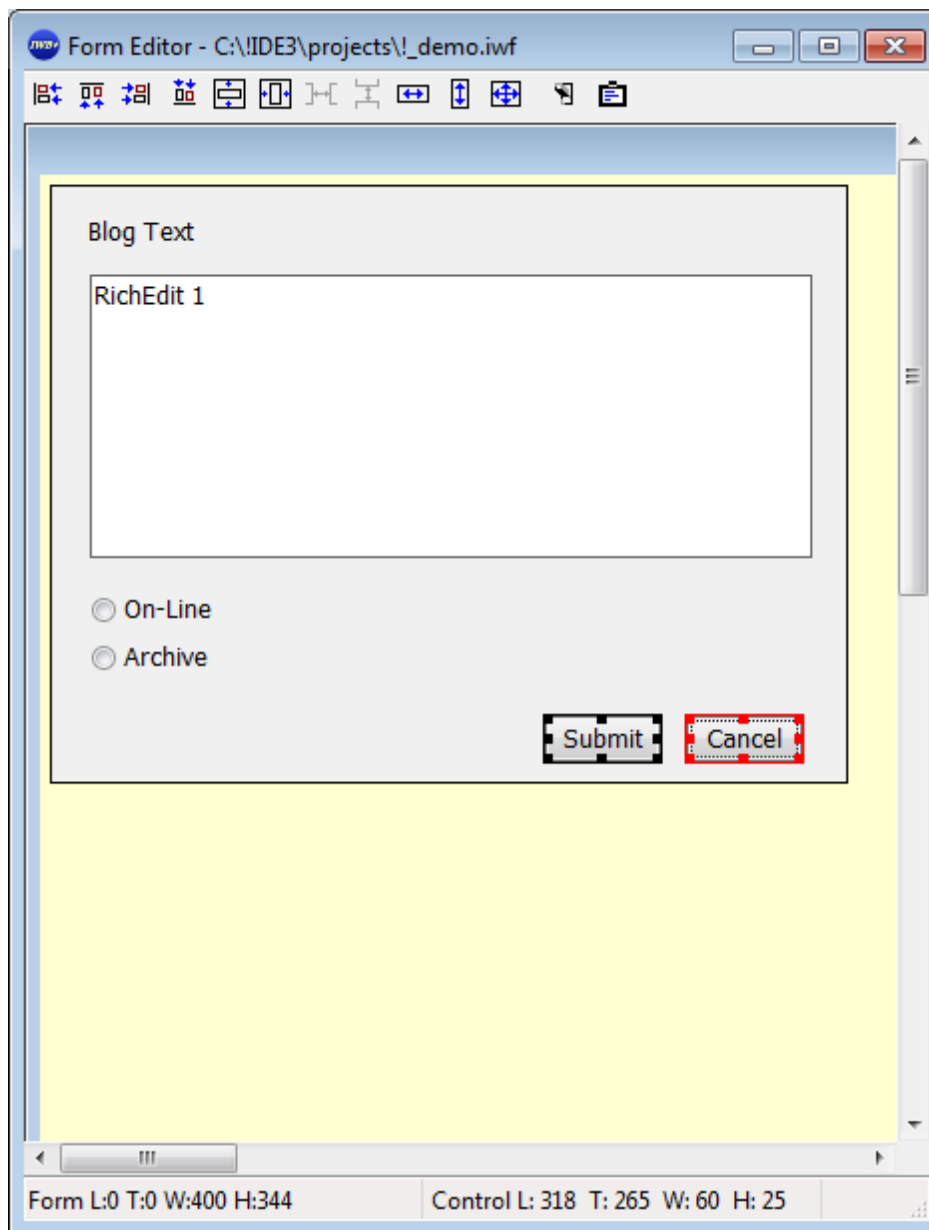 Form Editor - C:\!IDE3\projects\!_demo.iwf
Blog Text
RichEdit 1
On-Line
Archive
Submit Cancel
Form L:0 T:0 W:400 H:344 Control L: 318 T: 265 W: 60 H: 25